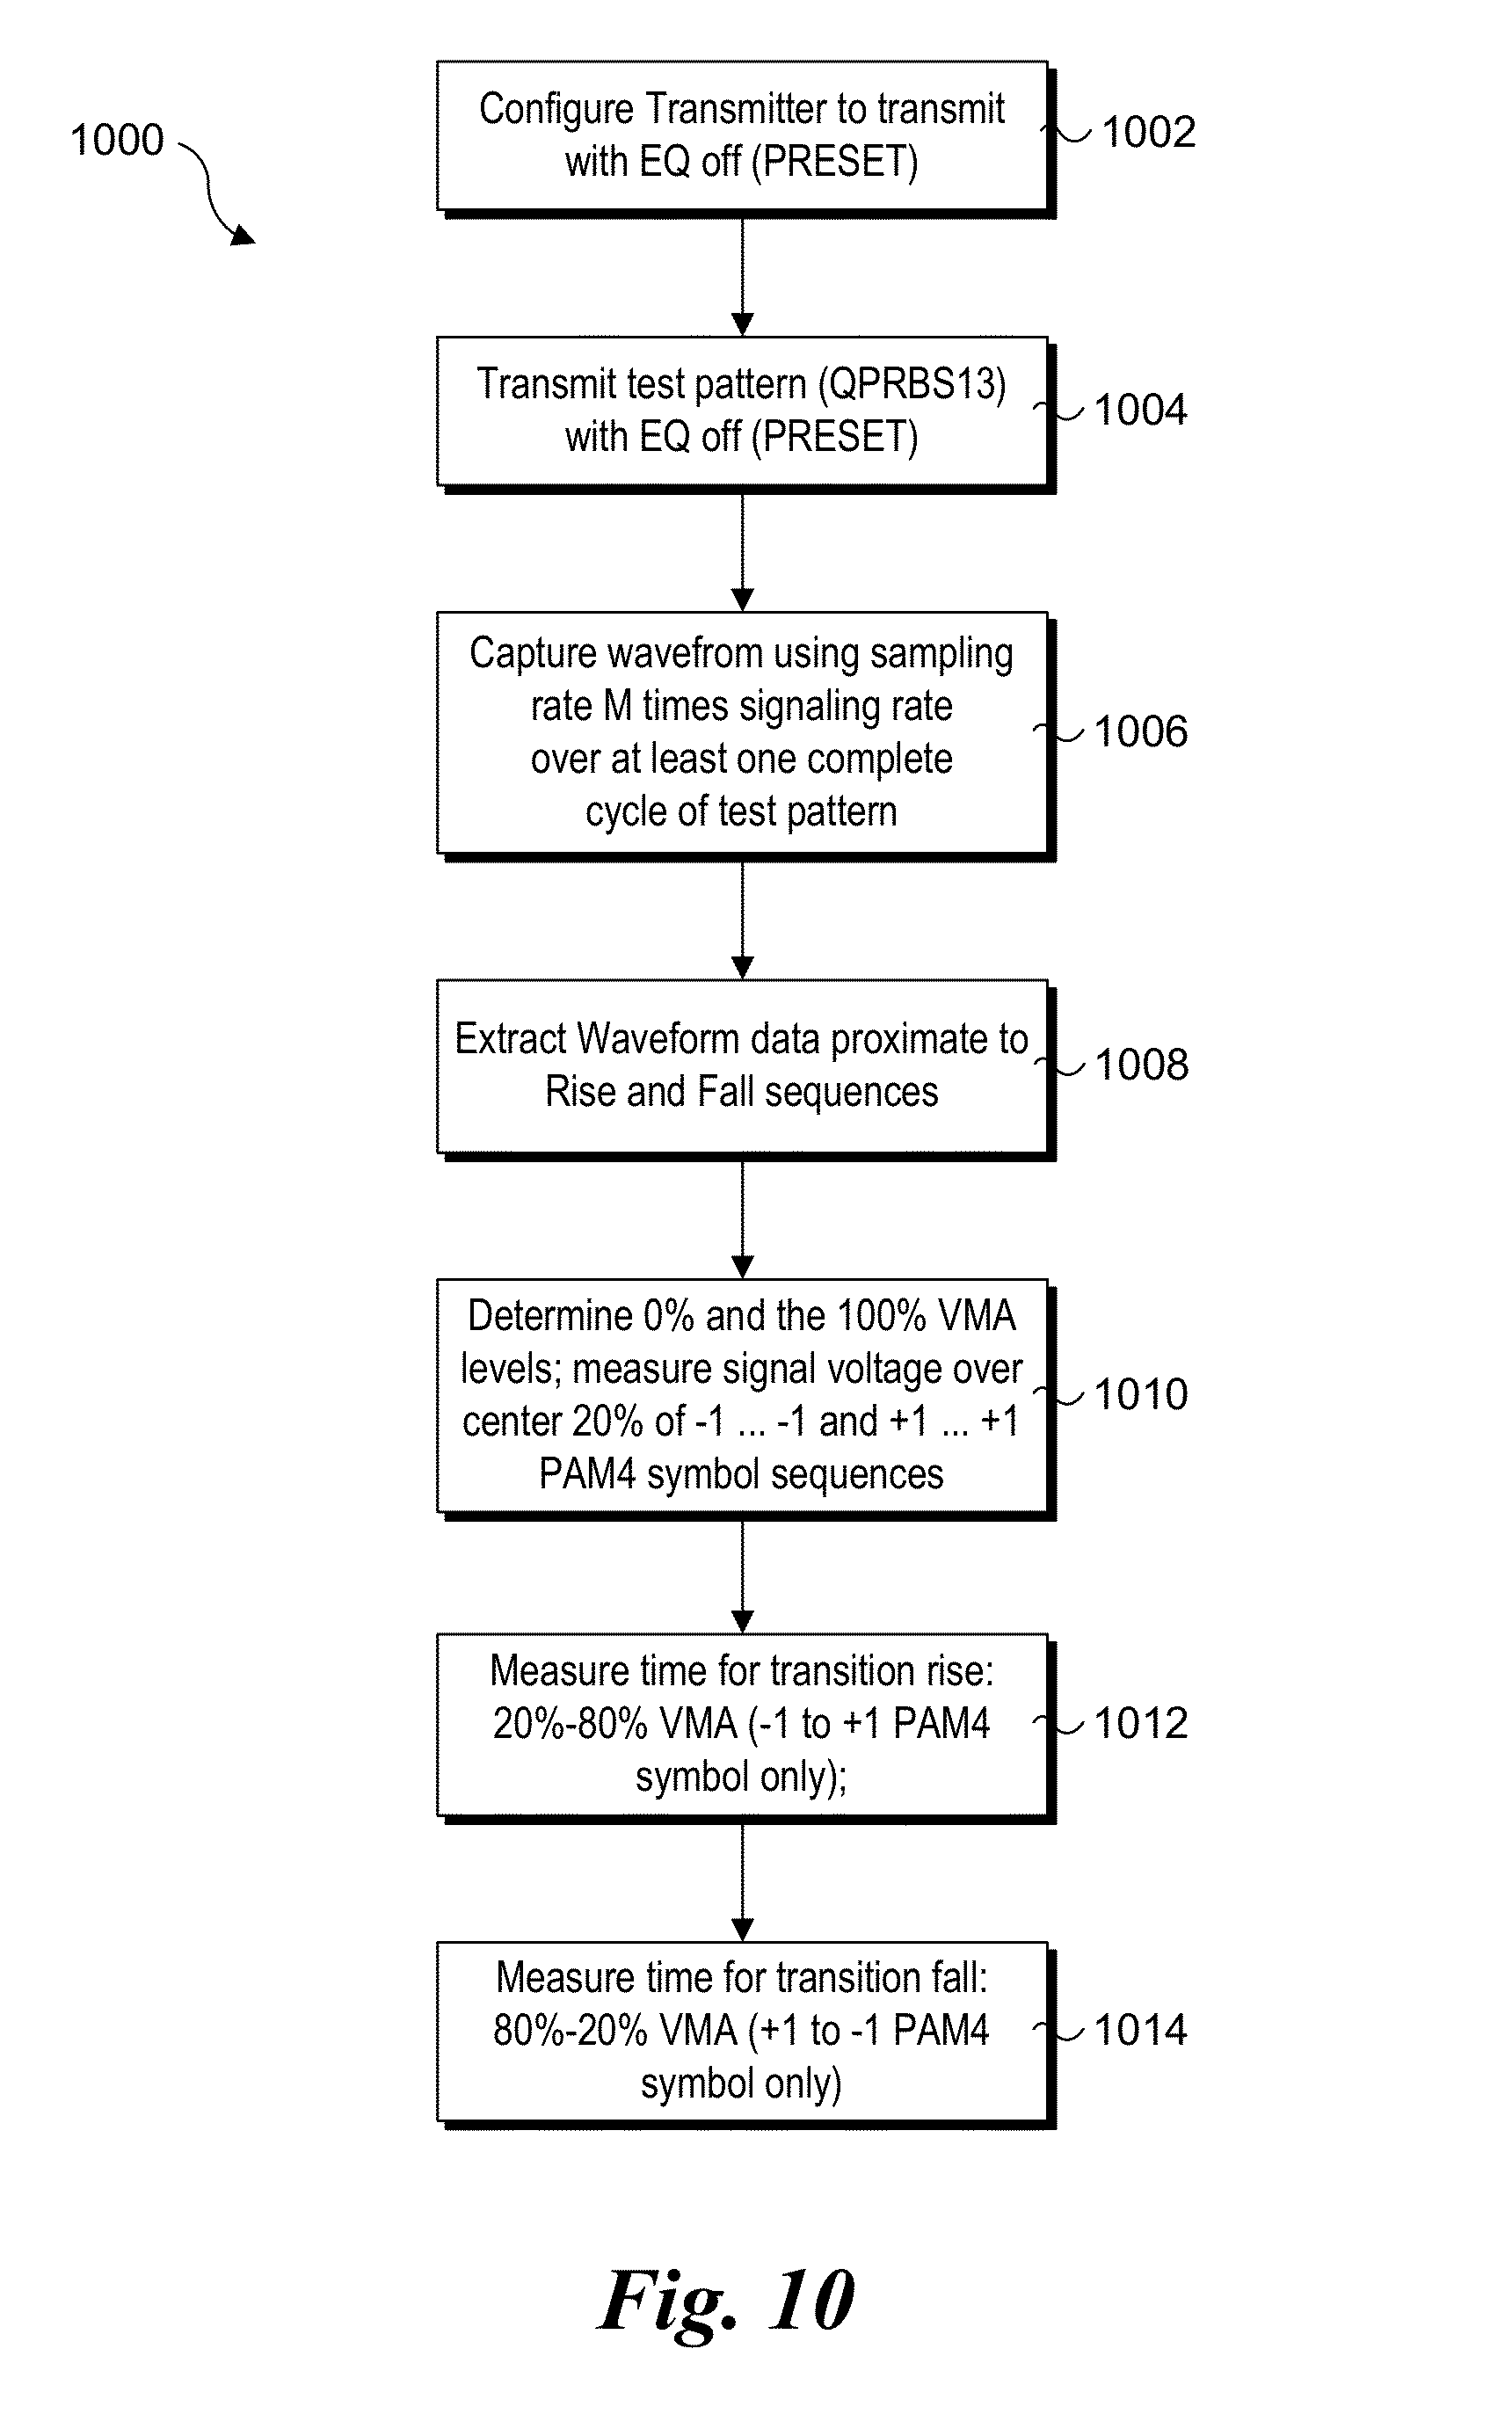 1000
Configure Transmitter to transmit
with EQ off (PRESET)
1002
Transmit test pattern (QPRBS13)
with EQ off (PRESET)
1004
Capture wavefrom using sampling
rate M times signaling rate
over at least one complete
cycle of test pattern
1006
Extract Waveform data proximate to
Rise and Fall sequences
1008
Determine 0% and the 100% VMA
levels; measure signal voltage over
center 20% of -1 ... -1 and +1 ... +1
PAM4 symbol sequences
1010
Measure time for transition rise:
20%-80% VMA (-1 to +1 PAM4
symbol only);
1012
Measure time for transition fall:
80%-20% VMA (+1 to -1 PAM4
symbol only)
1014
Fig. 10